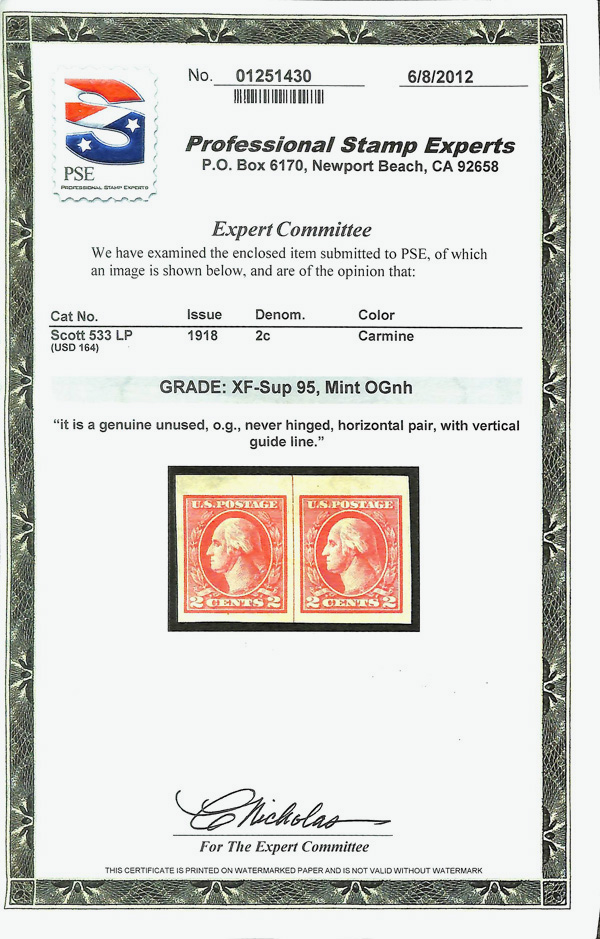 No. 01251430 6/8/2012
PSE
PROFESSIONAL STAMP EXPERTS
Professional Stamp Experts
P.O. Box 6170, Newport Beach, CA 92658
Expert Committee
We have examined the enclosed item submitted to PSE, of which
an image is shown below, and are of the opinion that:
Cat No. Issue Denom. Color
Scott 533 LP 1918 2c Carmine
(USD 164)
GRADE: XF-Sup 95, Mint OGnh
“it is a genuine unused, o.g., never hinged, horizontal pair, with vertical
guide line.”
U.S.POSTAGE U.S.POSTAGE
2 CENTS 2 2 CENTS 2
C Nicholas
For The Expert Committee
THIS CERTIFICATE IS PRINTED ON WATERMARKED PAPER AND IS NOT VALID WITHOUT WATERMARK